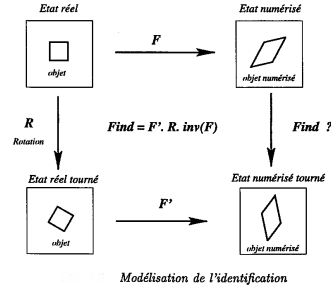 Etat réel
Etat numérisé
F
objet
objet numérisé
R
Rotation
Find = F'. R. inv(F)
Find ?
Etat réel tourné
Etat numérisé tourné
F'
objet
objet numérisé
Modélisation de l'identification